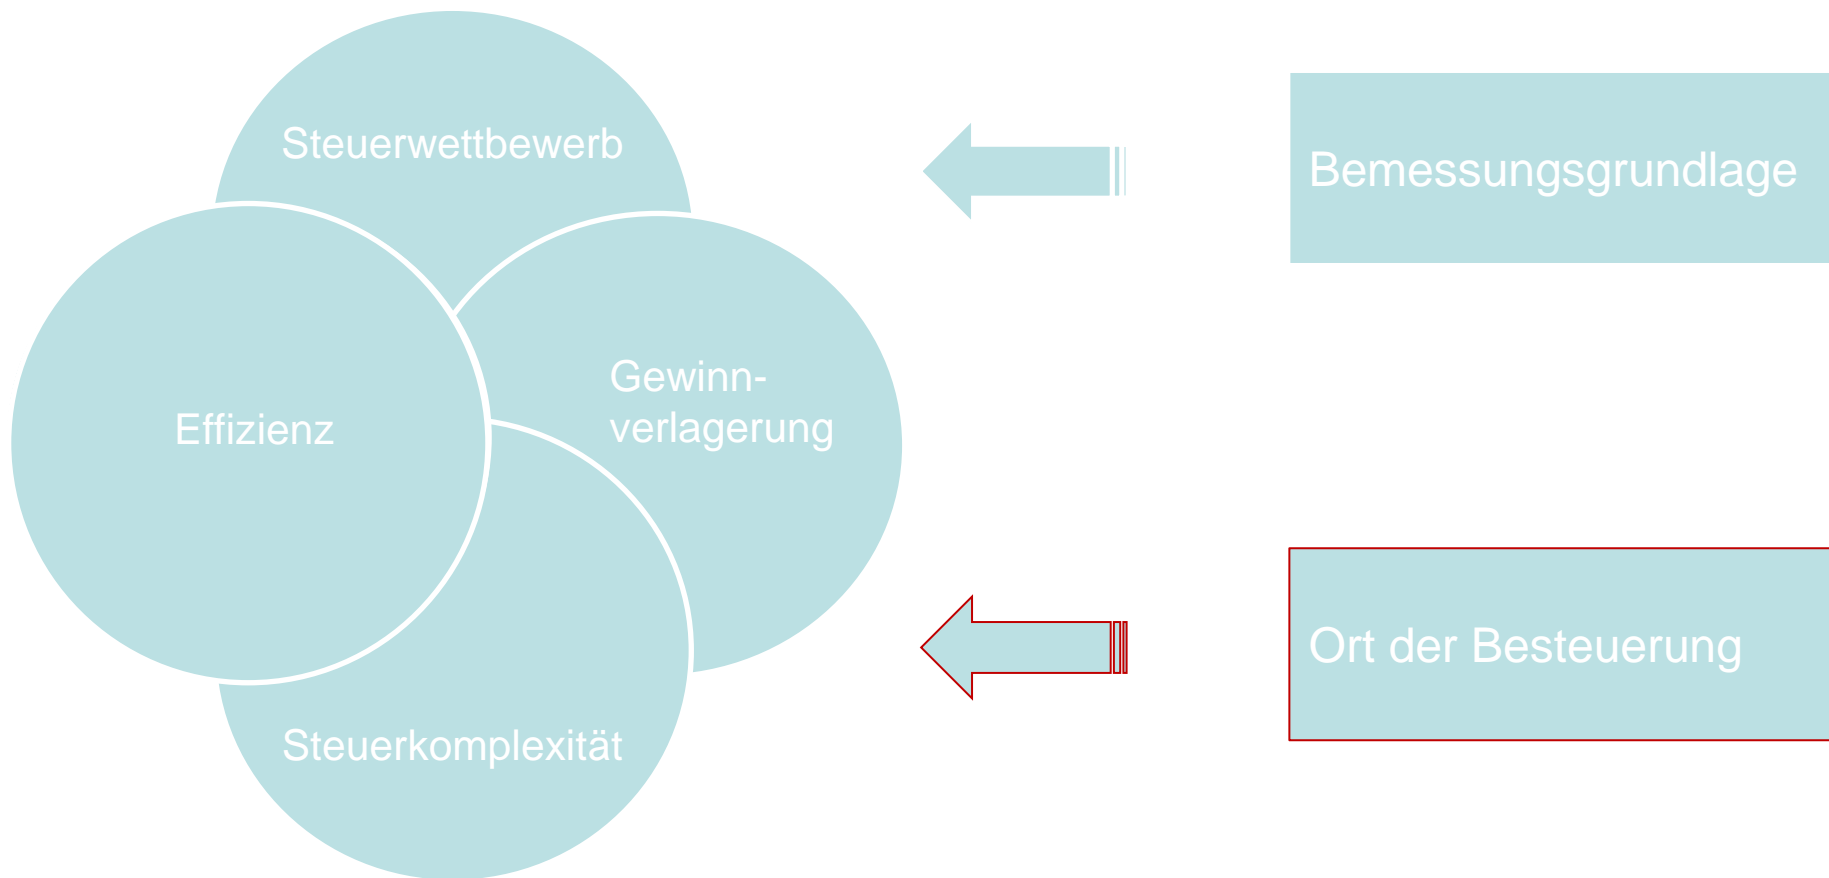 Steuerwettbewerb
Bemessungsgrundlage
Gewinn-
verlagerung
Effizienz
Ort der Besteuerung
Steuerkomplexität